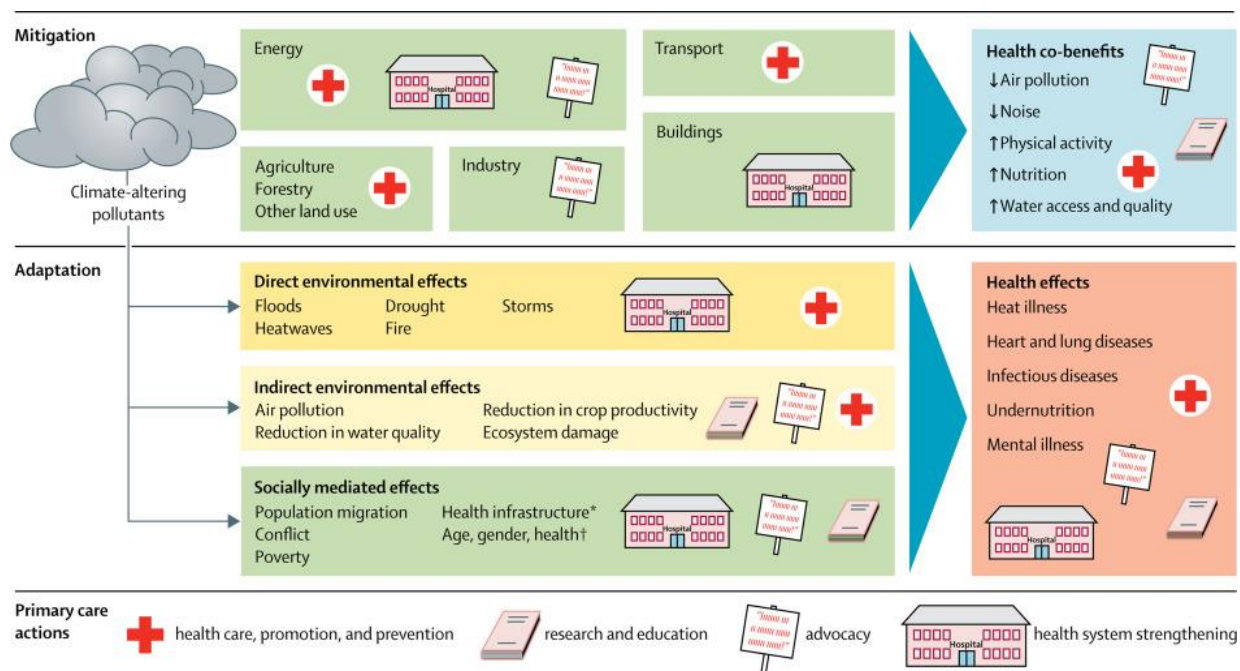 Mitigation
Climate-altering
pollutants
Energy
Hospital
Transport
Agriculture
Forestry
Other land use
Industry
Buildings
Hospital
Health co-benefits
↓Air pollution
↓Noise
↑Physical activity
↑Nutrition
↑Water access and quality
Adaptation
Direct environmental effects
Floods Drought Storms
Heatwaves Fire
Hospital
Indirect environmental effects
Air pollution Reduction in crop productivity
Reduction in water quality Ecosystem damage
Socially mediated effects
Population migration Health infrastructure*
Conflict Age, gender, health†
Poverty
Hospital
Health effects
Heat illness
Heart and lung diseases
Infectious diseases
Undernutrition
Mental illness
Hospital
Primary care
actions
health care, promotion, and prevention
research and education
advocacy
Hospital
health system strengthening